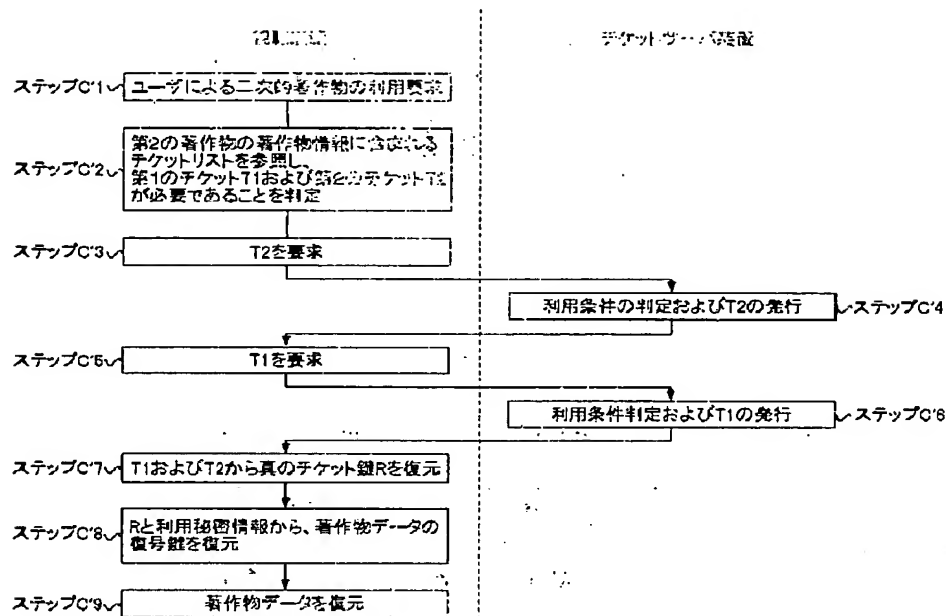 チケットサーバ装置
ステップC'1
ユーザによる二次的著作物の利用要求
ステップC'2
第2の著作物の著作物情報に含まれる
チケットリストを参照し、
第1のチケットT1および第2のチケットT2
が必要であることを判定
ステップC'3
T2を要求
利用条件の判定およびT2の発行
ステップC'4
ステップC'5
T1を要求
利用条件判定およびT1の発行
ステップC'6
ステップC'7
T1およびT2から真のチケット鍵Rを復元
ステップC'8
Rと利用秘密情報から、著作物データの
復号鍵を復元
ステップC'9
著作物データを復元